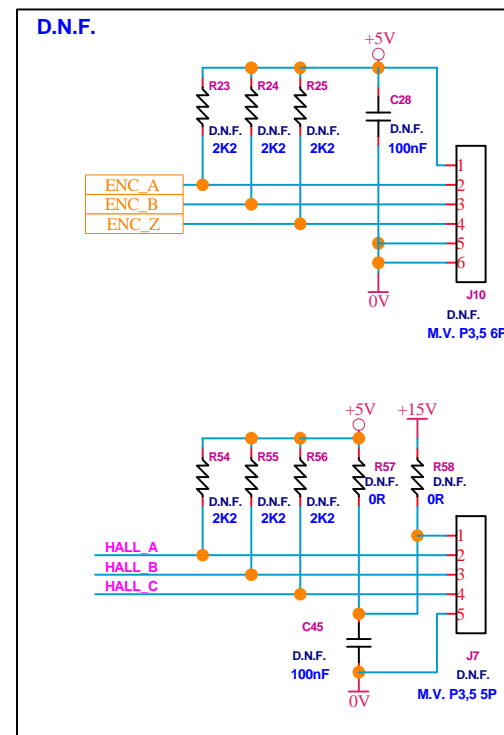 D.N.F.
+5V
R23 R24 R25 C28
D.N.F. D.N.F. D.N.F. D.N.F.
2K2 2K2 2K2 100nF
1
ENC_A 2
ENC_B 3
ENC_Z 4
5
6
0V J10
D.N.F.
M.V. P3,5 6P
+5V +15V
R54 R55 R56 R57 R58
D.N.F. D.N.F.
0R 0R
D.N.F. D.N.F. D.N.F.
2K2 2K2 2K2
1
HALL_A 2
HALL_B 3
HALL_C 4
5
C45
D.N.F. J7
100nF D.N.F.
0V M.V. P3,5 5P